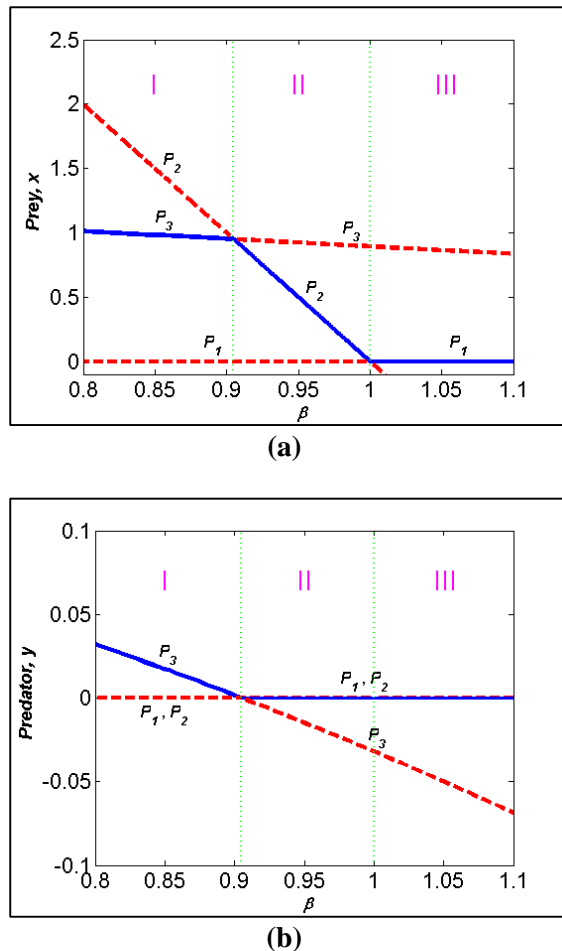 2.5
I II III
2
P2
1.5
Prey, x
P3
1
P3
0.5
P2
P1
P1
0
0.8 0.85 0.9 0.95 1 1.05 1.1
β
(a)
0.1
I II III
0.05
P3
Predator, y
P1, P2
0
P1, P2
P3
-0.05
-0.1
0.8 0.85 0.9 0.95 1 1.05 1.1
β
(b)